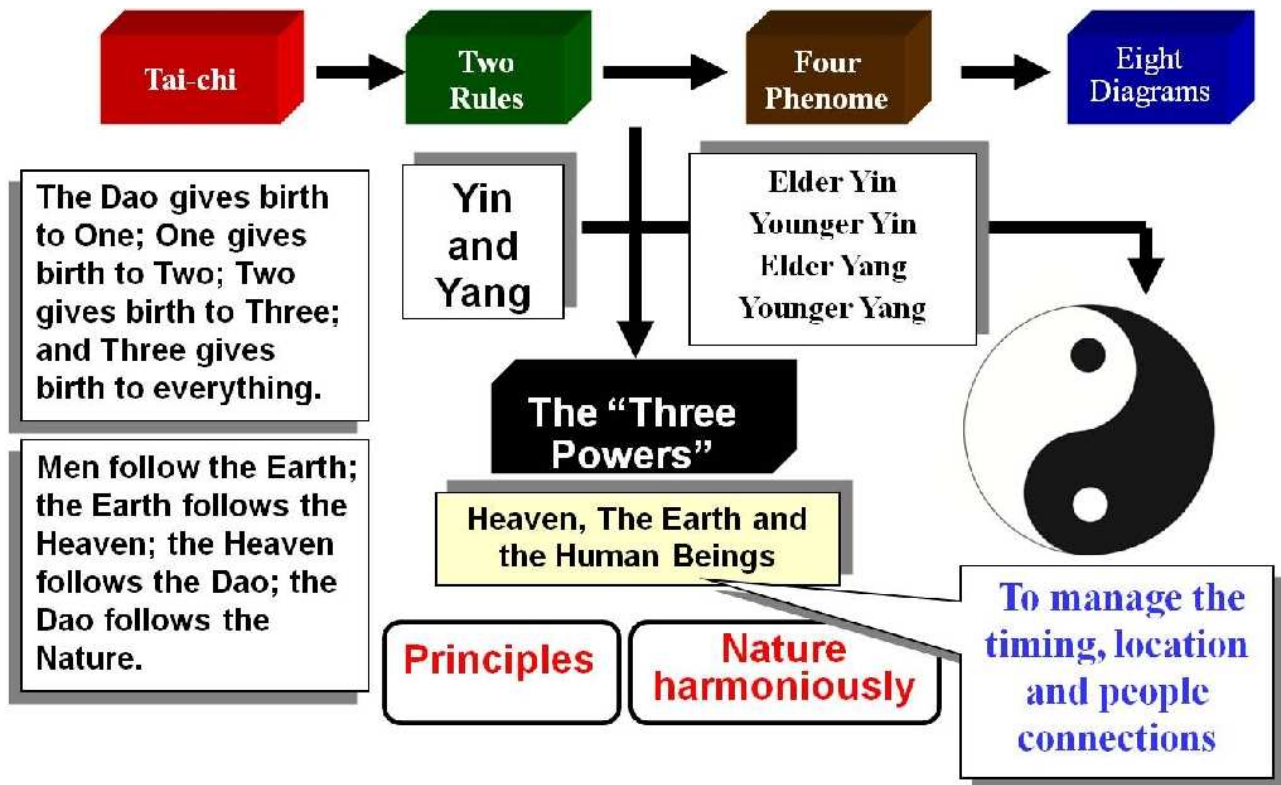 Tai-chi
Two
Rules
Four
Phenome
Eight
Diagrams
The Dao gives birth
to One; One gives
birth to Two; Two
gives birth to Three;
and Three gives
birth to everything.
Yin
and
Yang
Elder Yin
Younger Yin
Elder Yang
Younger Yang
The “Three
Powers”
Heaven, The Earth and
the Human Beings
Men follow the Earth;
the Earth follows the
Heaven; the Heaven
follows the Dao; the
Dao follows the
Nature.
Principles
Nature
harmoniously
To manage the
timing, location
and people
connections